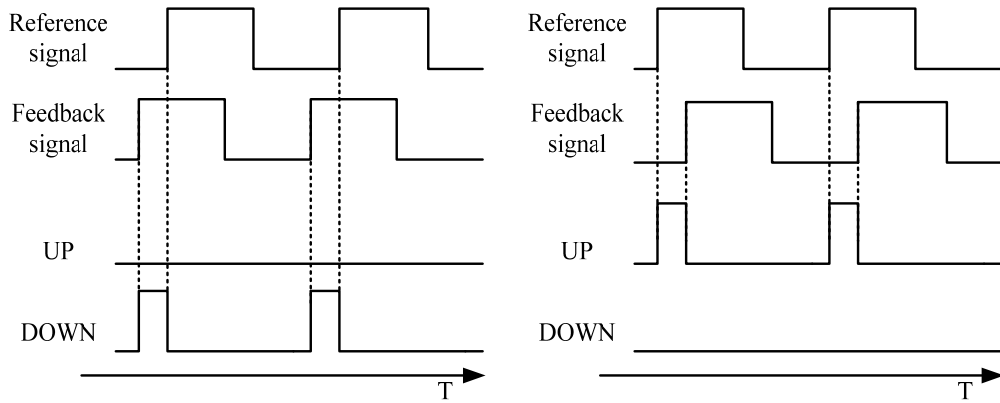 Reference
signal
Feedback
signal
UP
DOWN
T
Reference
signal
Feedback
signal
UP
DOWN
T